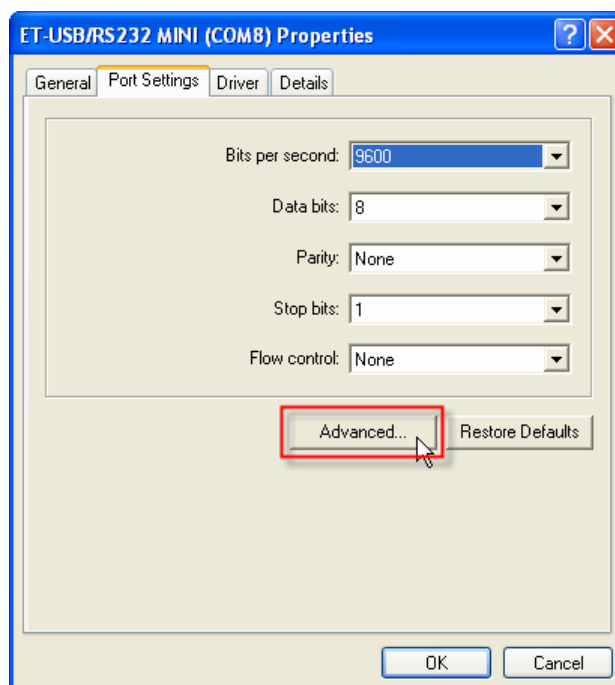 ET-USB/RS232 MINI (COM8) Properties
General Port Settings Driver Details
Bits per second: 9600
Data bits: 8
Parity: None
Stop bits: 1
Flow control: None
Advanced... Restore Defaults
OK Cancel